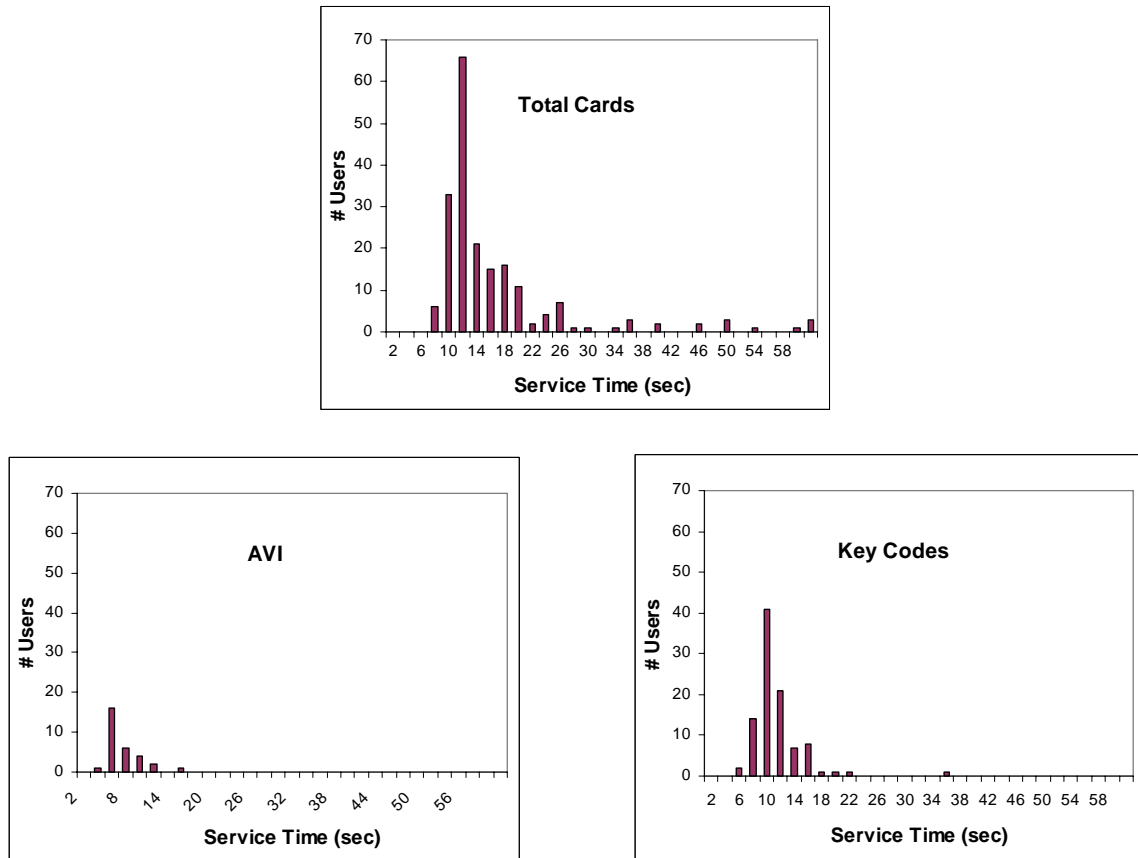 Total Cards
# Users
70
60
50
40
30
20
10
0
2 6 10 14 18 22 26 30 34 38 42 46 50 54 58
Service Time (sec)
AVI
# Users
70
60
50
40
30
20
10
0
2 8 14 20 26 32 38 44 50 56
Service Time (sec)
Key Codes
# Users
70
60
50
40
30
20
10
0
2 6 10 14 18 22 26 30 34 38 42 46 50 54 58
Service Time (sec)